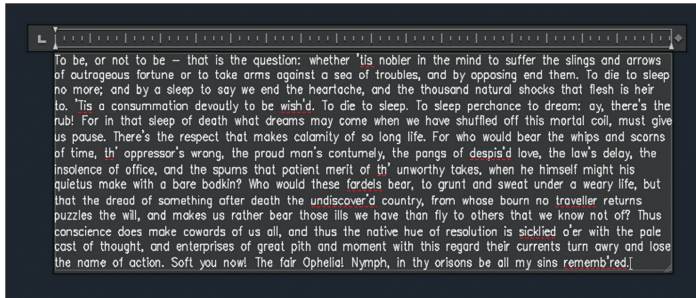 To be, or not to be – that is the question: whether 'tis nobler in the mind to suffer the slings and arrows
of outrageous fortune or to take arms against a sea of troubles, and by opposing end them. To die to sleep
no more; and by a sleep to say we end the heartache, and the thousand natural shocks that flesh is heir
to. 'Tis a consummation devoutly to be wish'd. To die to sleep. To sleep perchance to dream: ay, there's the
rub! For in that sleep of death what dreams may come when we have shuffled off this mortal coil, must give
us pause. There's the respect that makes calamity of so long life. For who would bear the whips and scorns
of time, th' oppressor's wrong, the proud man's contumely, the pangs of despis'd love, the law's delay, the
insolence of office, and the spurns that patient merit of th' unworthy takes, when he himself might his
quietus make with a bare bodkin? Who would these fardels bear, to grunt and sweat under a weary life, but
that the dread of something after death the undiscover'd country, from whose bourn no traveller returns
puzzles the will, and makes us rather bear those ills we have than fly to others that we know not of? Thus
conscience does make cowards of us all, and thus the native hue of resolution is sicklied o'er with the pale
cast of thought, and enterprises of great pith and moment with this regard their currents turn awry and lose
the name of action. Soft you now! The fair Ophelia! Nymph, in thy orisons be all my sins rememb'red.